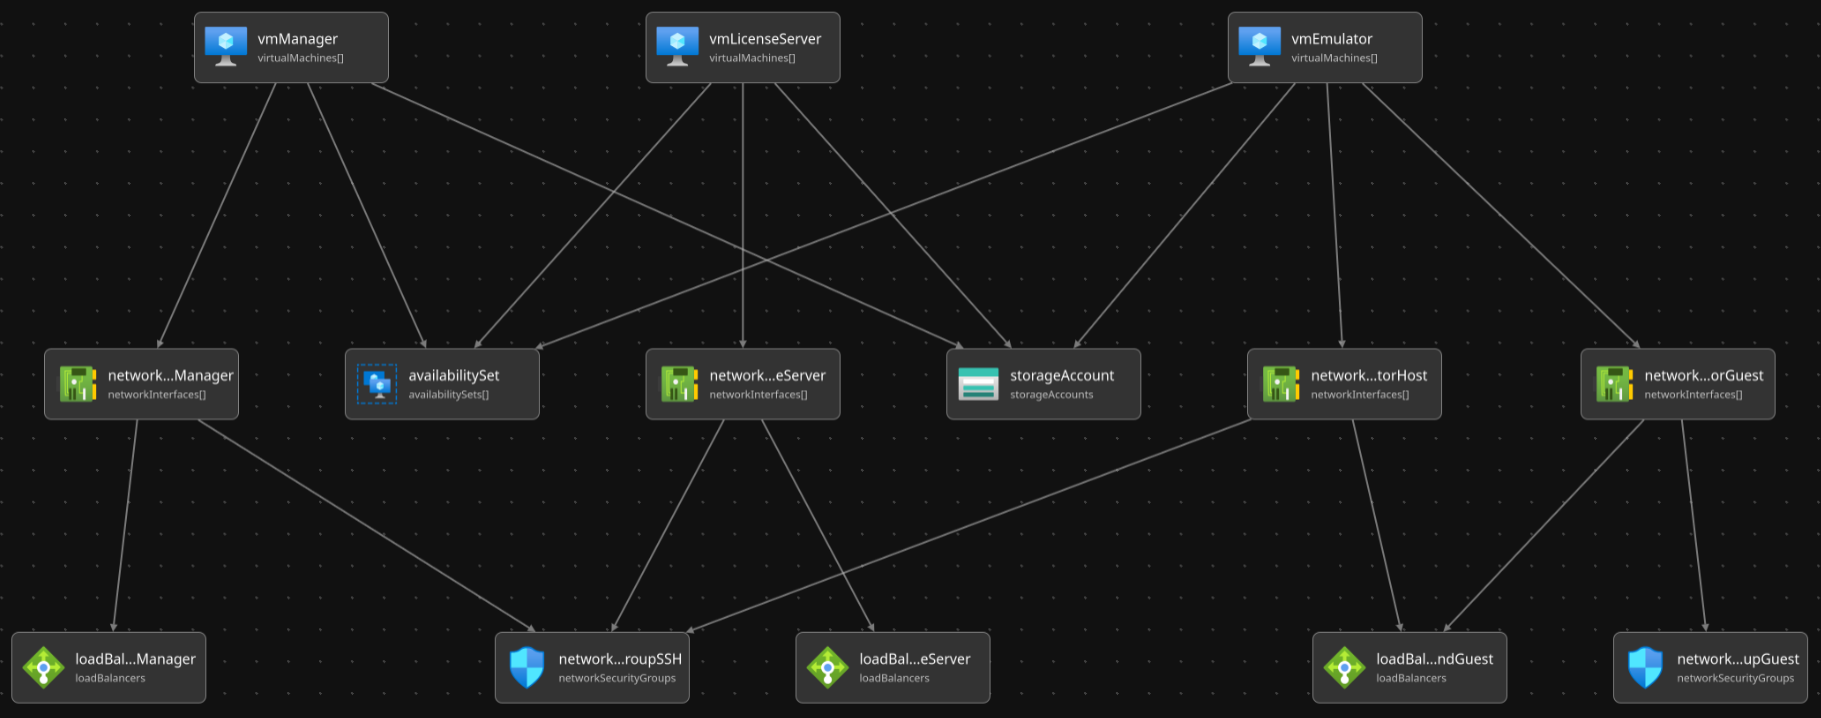 vmManager
virtualMachines[]
vmLicenseServer
virtualMachines[]
vmEmulator
virtualMachines[]
network...Manager
networkInterfaces[]
availabilitySet
availabilitySets[]
network...eServer
networkInterfaces[]
storageAccount
storageAccounts
network...torHost
networkInterfaces[]
network...orGuest
networkInterfaces[]
loadBal...Manager
loadBalancers
network...roupSSH
networkSecurityGroups
loadBal...eServer
loadBalancers
loadBal...ndGuest
loadBalancers
network...upGuest
networkSecurityGroups